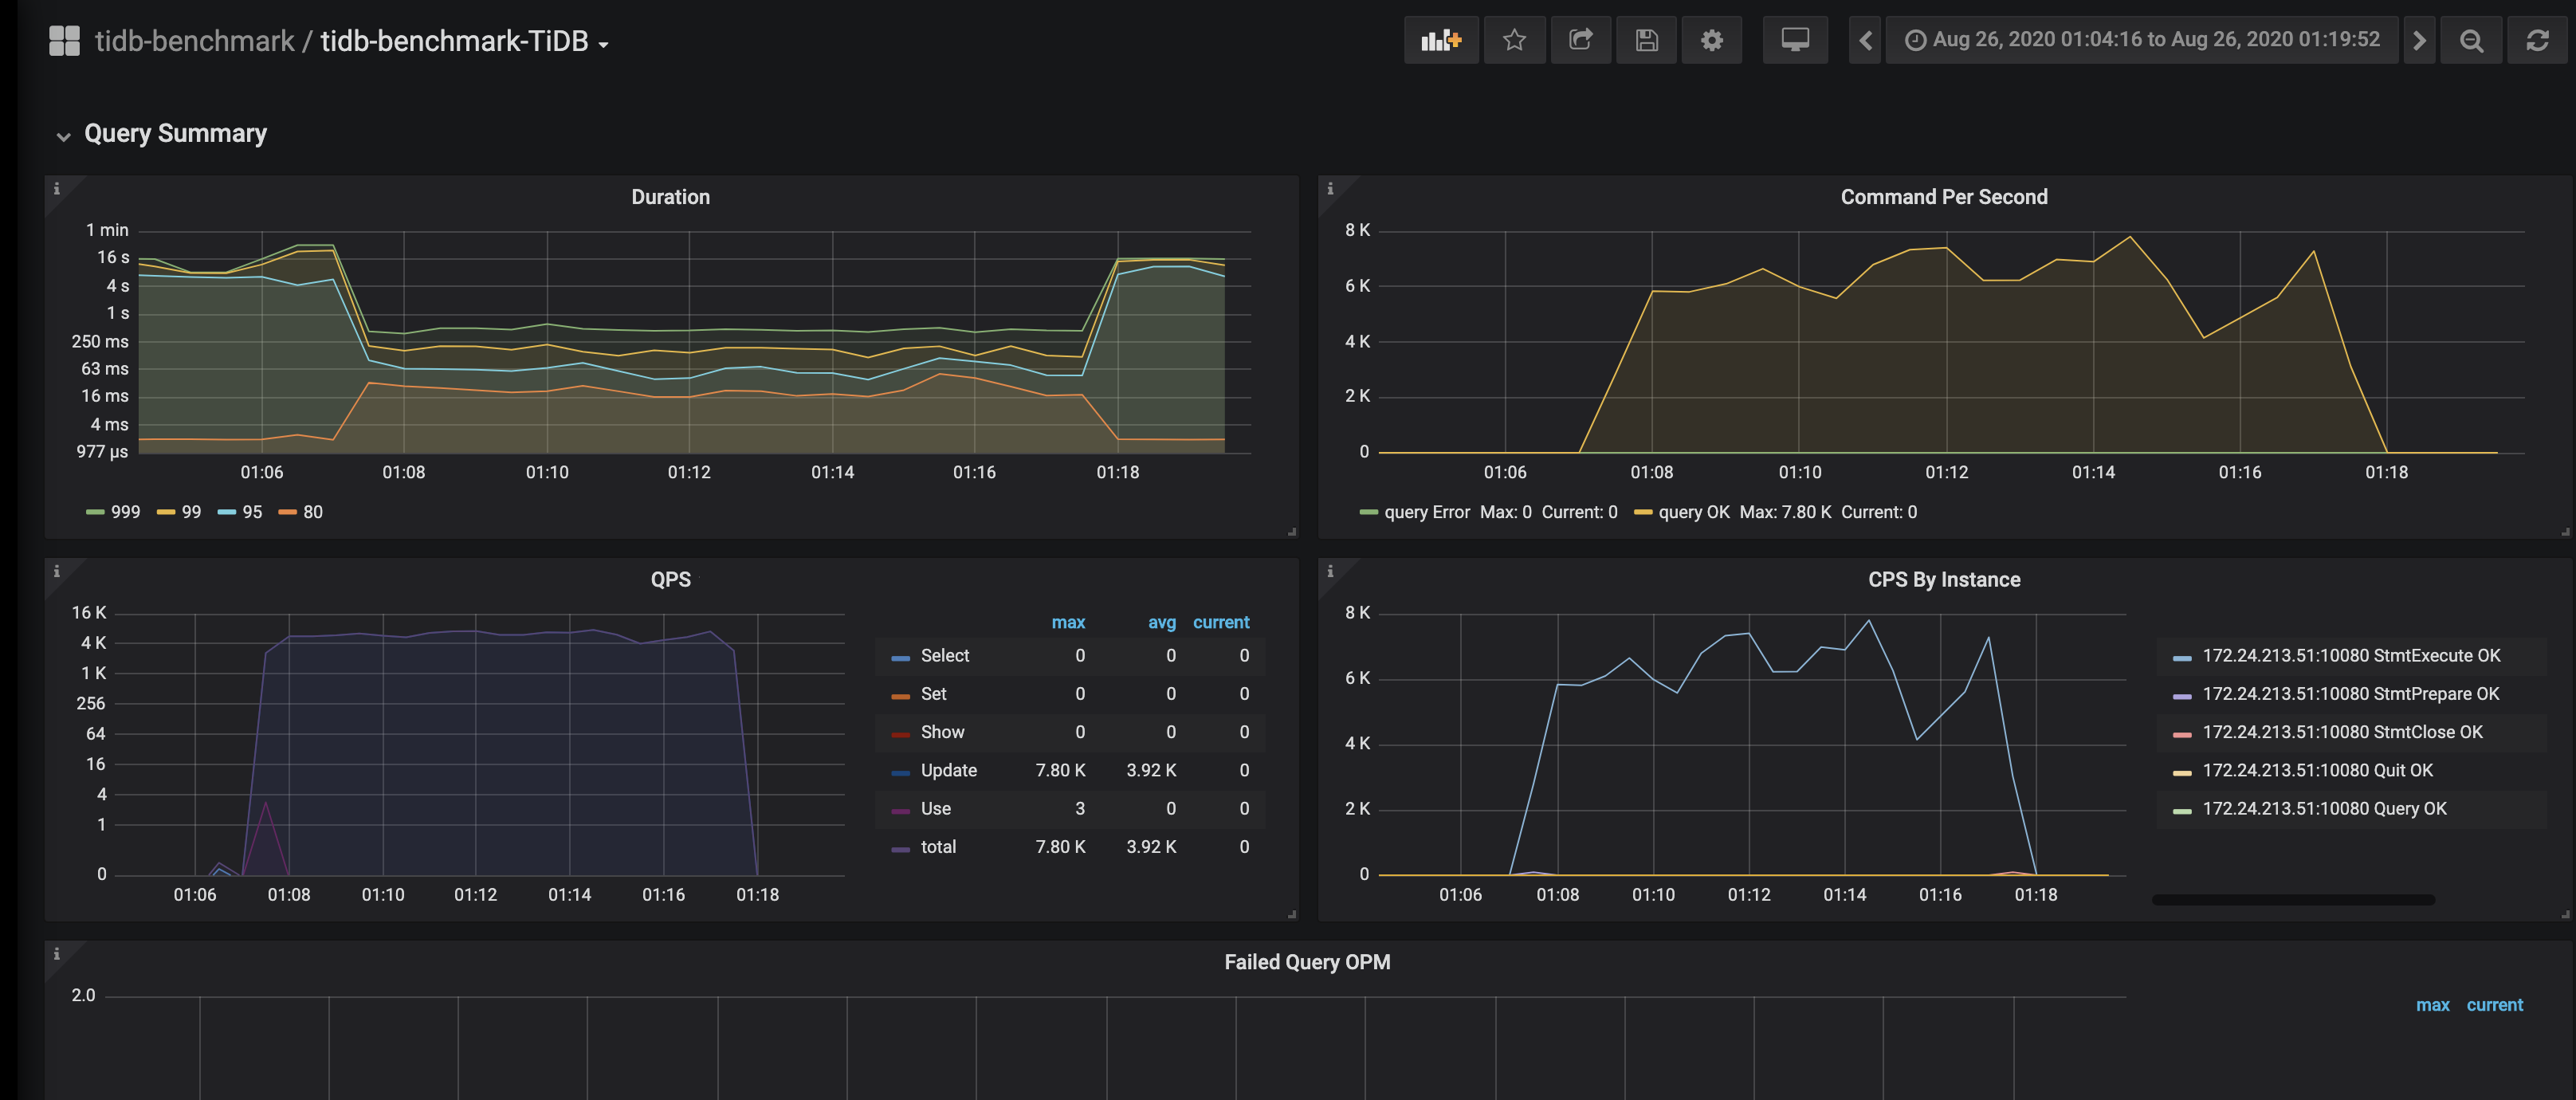 tidb-benchmark / tidb-benchmark-TiDB
Aug 26, 2020 01:04:16 to Aug 26, 2020 01:19:52
Query Summary
Duration
1 min
16 s
4 s
1 s
250 ms
63 ms
16 ms
4 ms
977 µs
01:06 01:08 01:10 01:12 01:14 01:16 01:18
999 99 95 80
Command Per Second
8 K
6 K
4 K
2 K
0
01:06 01:08 01:10 01:12 01:14 01:16 01:18
query Error Max: 0 Current: 0 query OK Max: 7.80 K Current: 0
QPS
16 K
4 K
1 K
256
64
16
4
1
0
01:06 01:08 01:10 01:12 01:14 01:16 01:18
max avg current
Select 0 0 0
Set 0 0 0
Show 0 0 0
Update 7.80 K 3.92 K 0
Use 3 0 0
total 7.80 K 3.92 K 0
CPS By Instance
8 K
6 K
4 K
2 K
0
01:06 01:08 01:10 01:12 01:14 01:16 01:18
172.24.213.51:10080 StmtExecute OK
172.24.213.51:10080 StmtPrepare OK
172.24.213.51:10080 StmtClose OK
172.24.213.51:10080 Quit OK
172.24.213.51:10080 Query OK
Failed Query OPM
2.0
max current